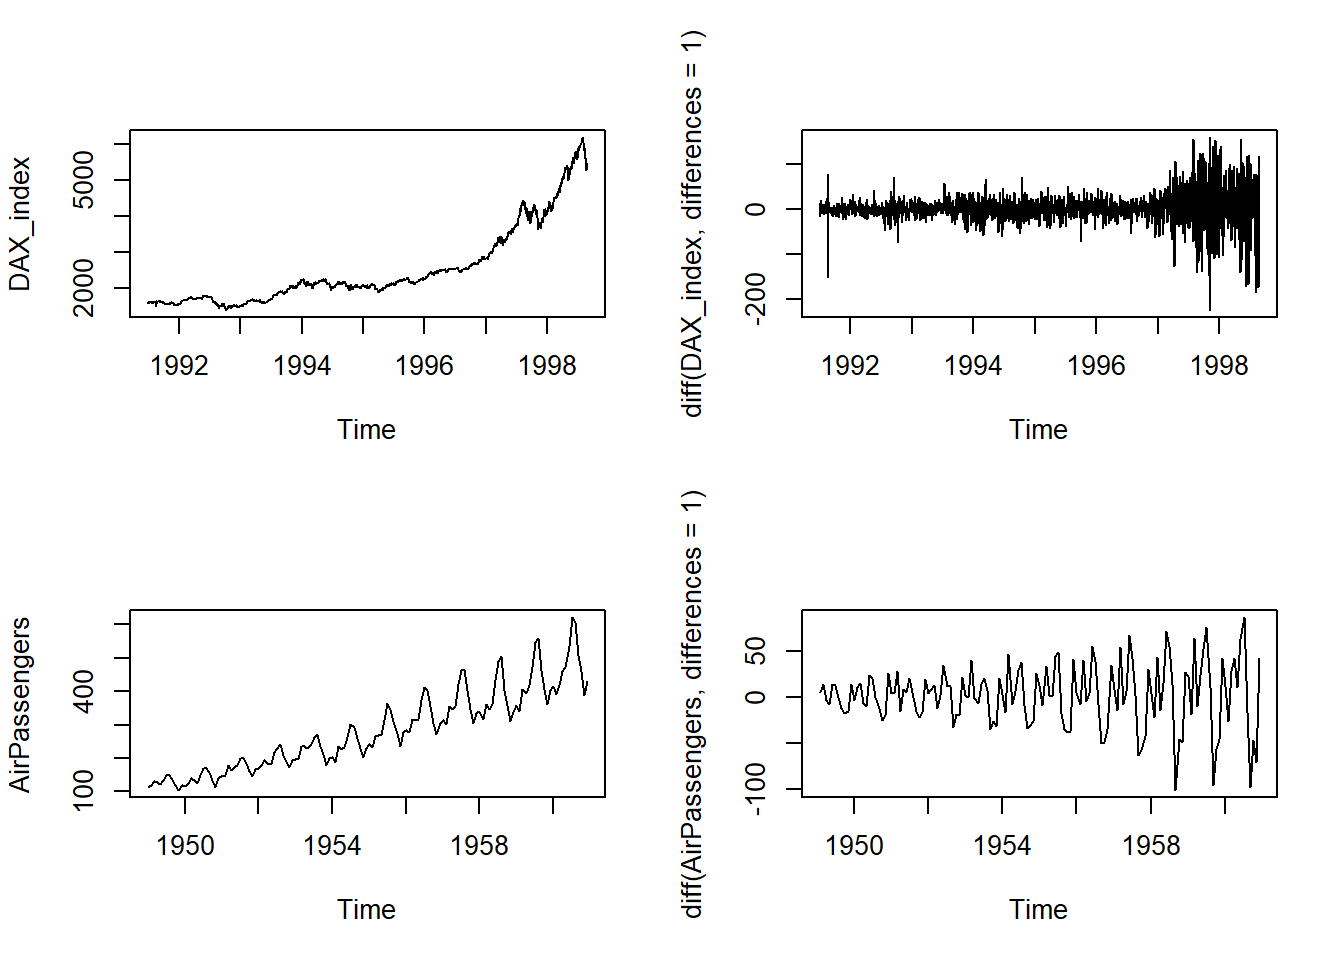 DAX_index
5000
2000
1992
1994
1996
1998
Time
diff(DAX_index, differences = 1)
0
-200
1992
1994
1996
1998
Time
AirPassengers
400
100
1950
1954
1958
Time
diff(AirPassengers, differences = 1)
50
0
-100
1950
1954
1958
Time